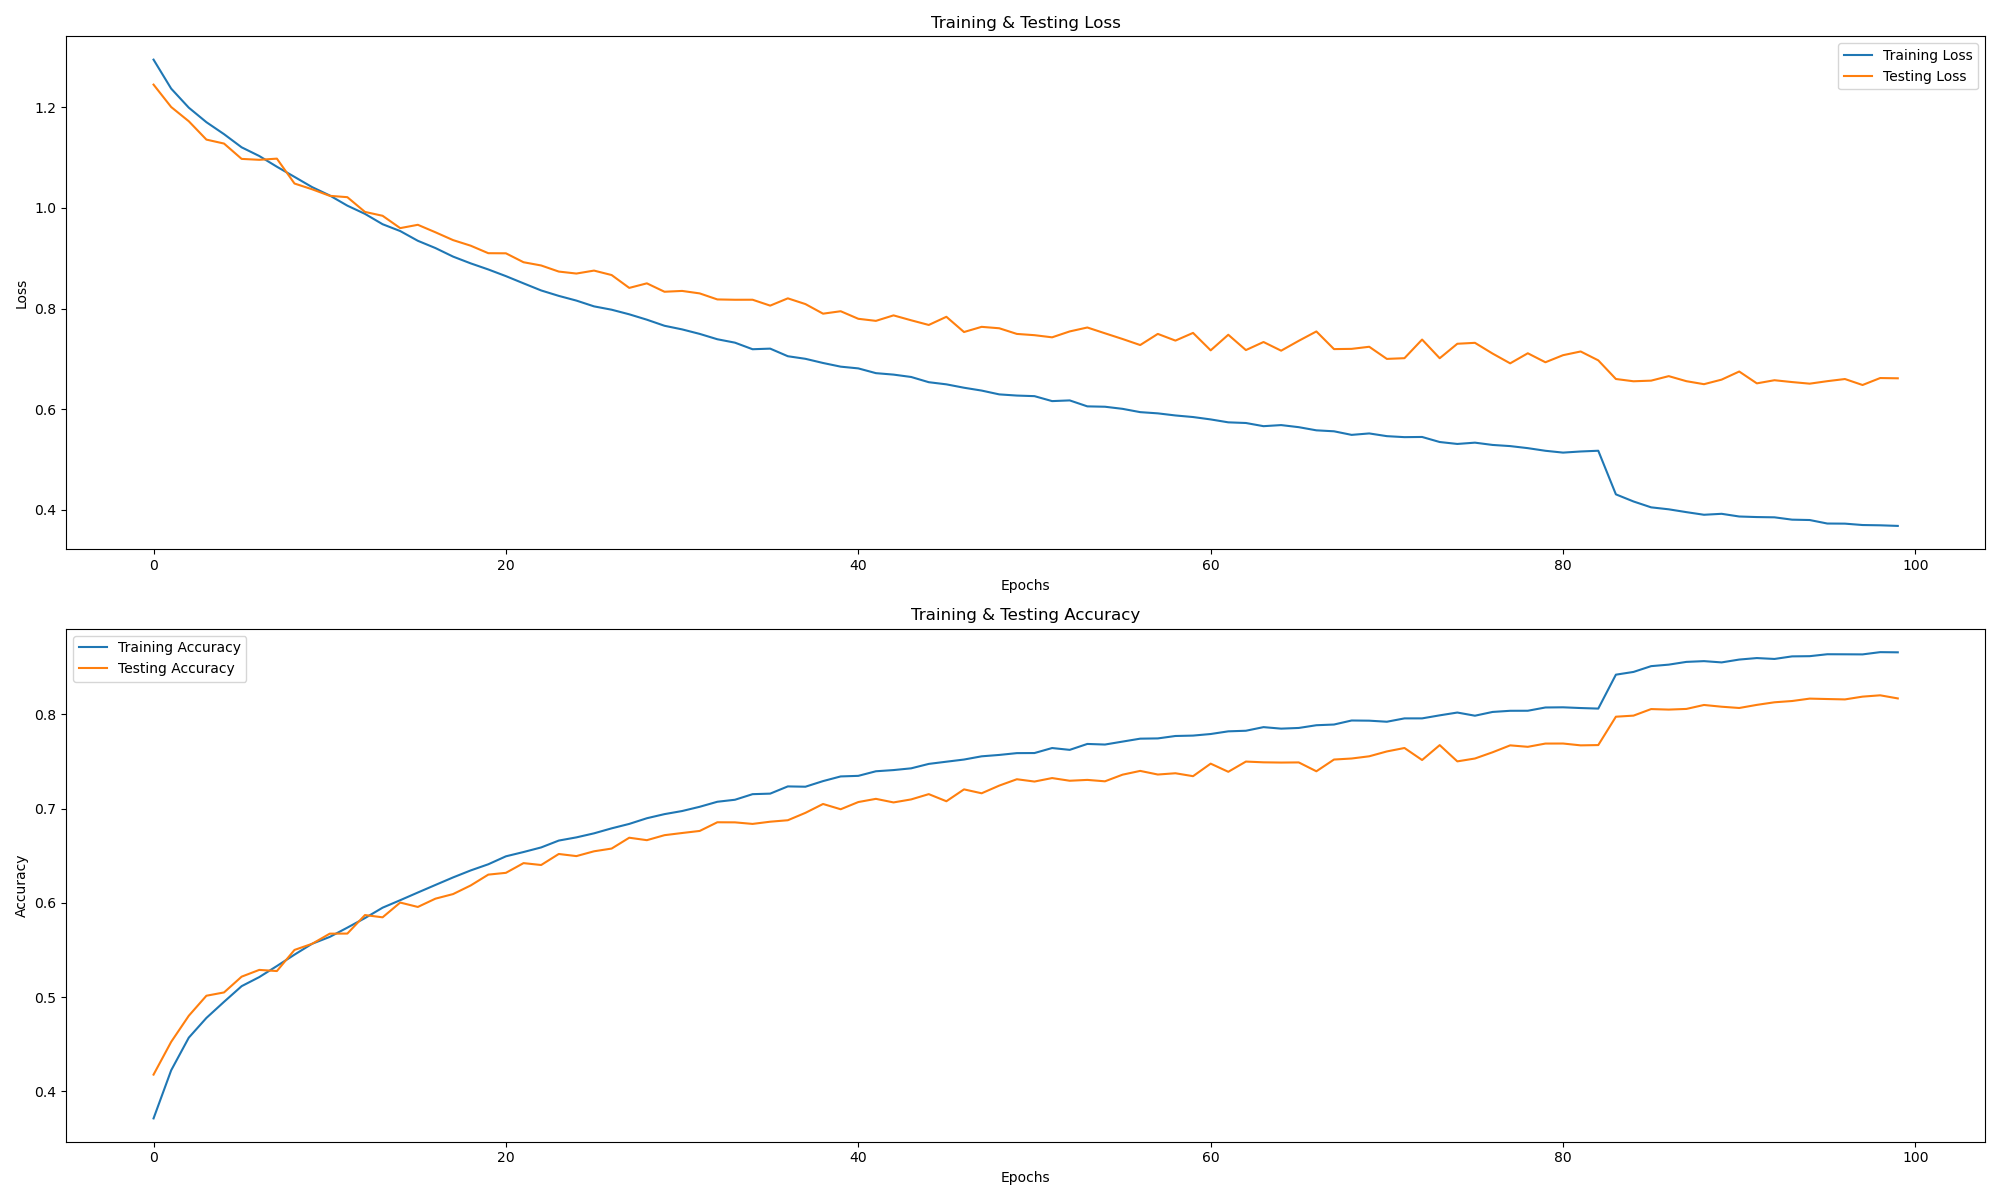 Training & Testing Loss
Training Loss
Testing Loss
1.2
1.0
0.8
0.6
0.4
Loss
0 20 40 60 80 100
Epochs
Training & Testing Accuracy
Training Accuracy
Testing Accuracy
0.8
0.7
0.6
0.5
0.4
Accuracy
0 20 40 60 80 100
Epochs